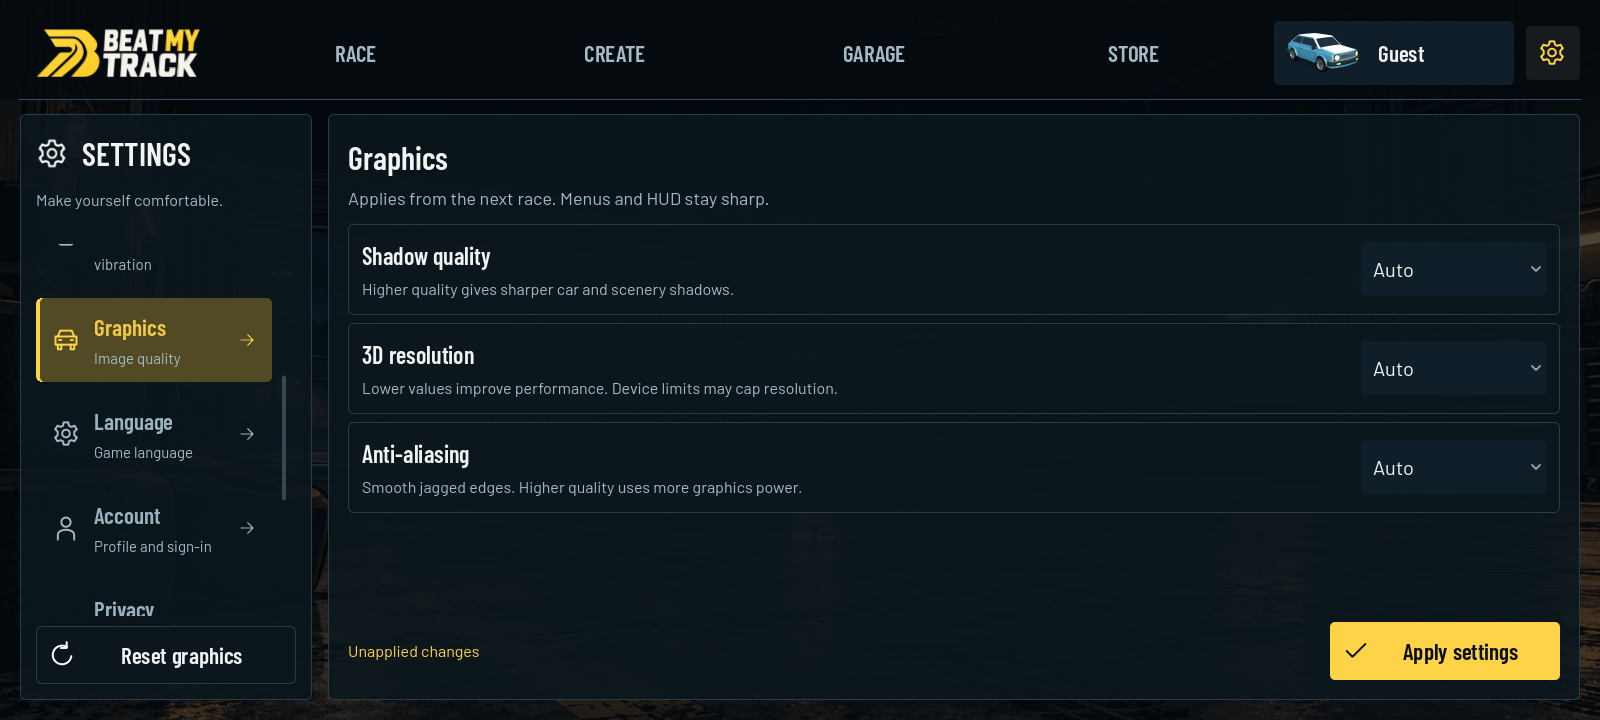 BEATMY
TRACK
RACE
CREATE
GARAGE
STORE
Guest
SETTINGS
Make yourself comfortable.
vibration
Graphics
Image quality
Language
Game language
Account
Profile and sign-in
Privacy
Reset graphics
Graphics
Applies from the next race. Menus and HUD stay sharp.
Shadow quality
Higher quality gives sharper car and scenery shadows.
Auto
3D resolution
Lower values improve performance. Device limits may cap resolution.
Auto
Anti-aliasing
Smooth jagged edges. Higher quality uses more graphics power.
Auto
Unapplied changes
Apply settings